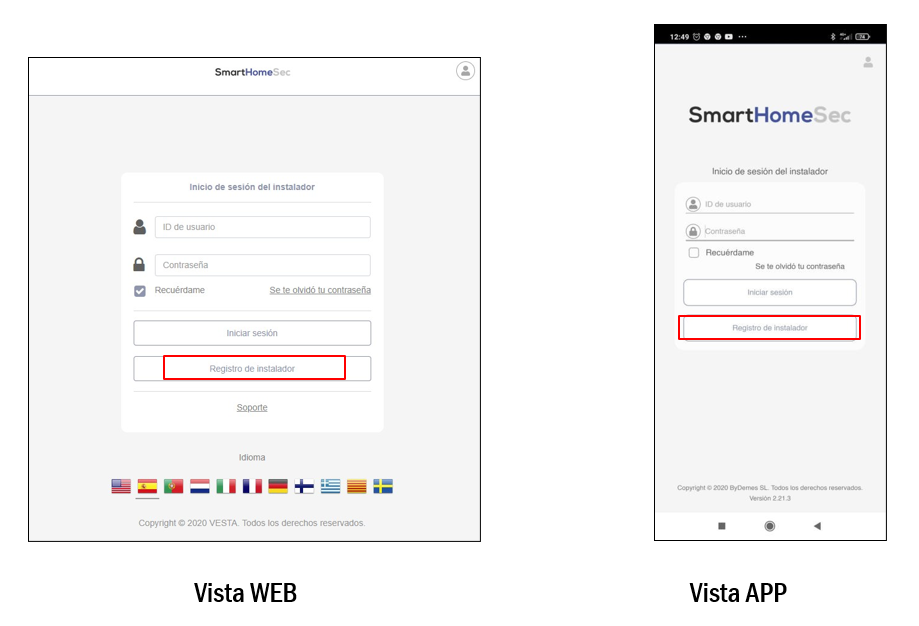 SmartHomeSec
Inicio de sesión del instalador
ID de usuario
Contraseña
Recuérdame
Se te olvidó tu contraseña
Iniciar sesión
Registro de instalador
Soporte
Idioma
Copyright © 2020 VESTA. Todos los derechos reservados.
Vista WEB
12:49
74
SmartHomeSec
Inicio de sesión del instalador
ID de usuario
Contraseña
Recuérdame
Se te olvidó tu contraseña
Iniciar sesión
Registro de instalador
Copyright © 2020 ByDemes SL. Todos los derechos reservados.
Versión 2.21.3
Vista APP